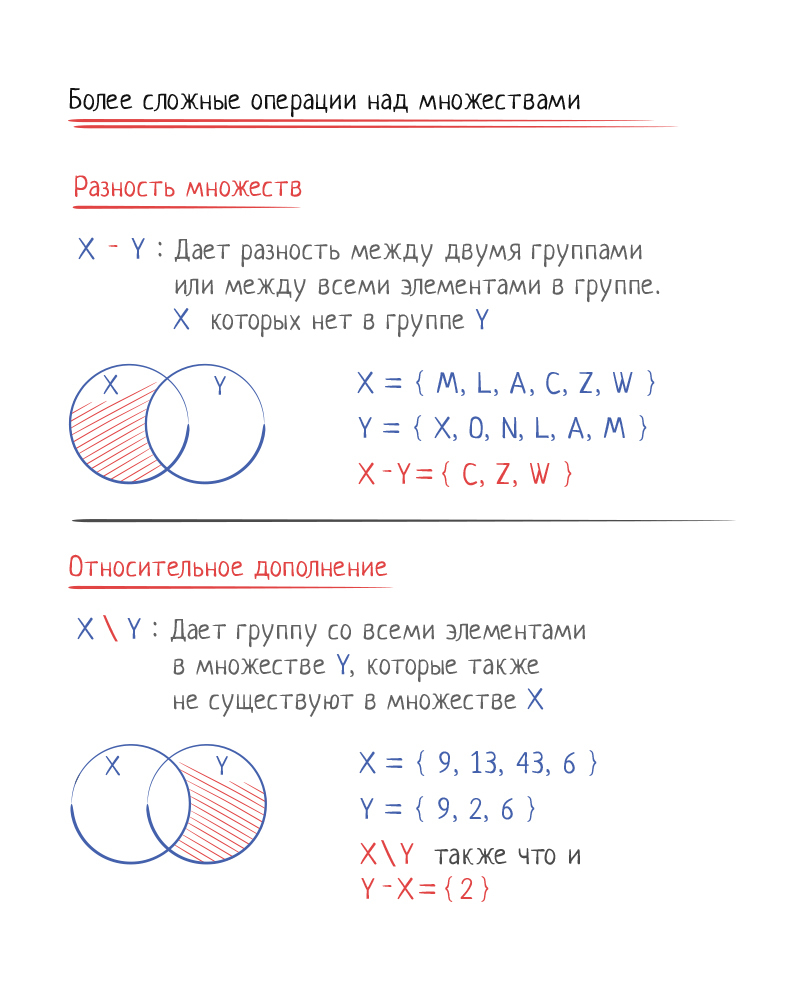 Более сложные операции над множествами
Разность множеств
X - Y : Дает разность между двумя группами
или между всеми элементами в группе.
X которых нет в группе Y
X Y
X = { M, L, A, C, Z, W }
Y = { X, O, N, L, A, M }
X - Y = { C, Z, W }
Относительное дополнение
X \ Y : Дает группу со всеми элементами
в множестве Y, которые также
не существуют в множестве X
X Y
X = { 9, 13, 43, 6 }
Y = { 9, 2, 6 }
X\Y также что и
Y - X = { 2 }